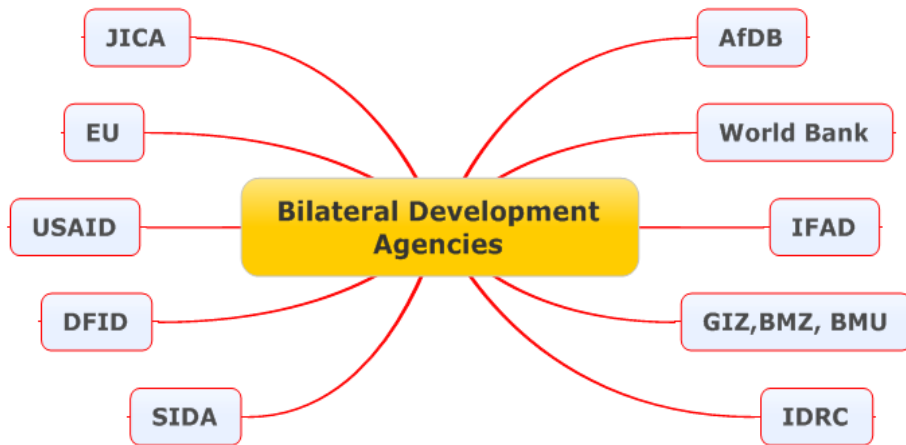 JICA
EU
USAID
DFID
SIDA
Bilateral Development
Agencies
AfDB
World Bank
IFAD
GIZ,BMZ, BMU
IDRC